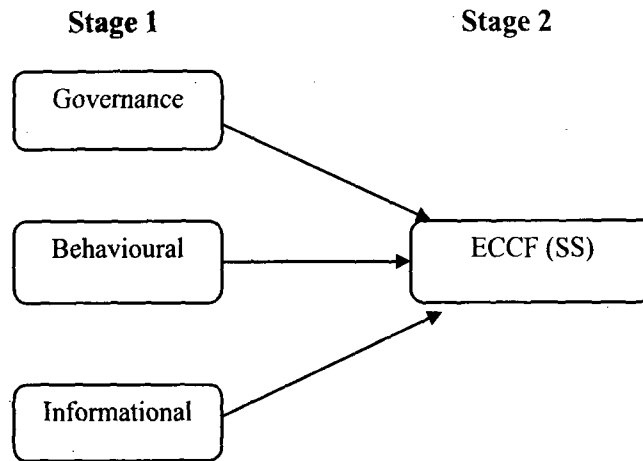 Stage 1
Stage 2
Governance
Behavioural
ECCF (SS)
Informational